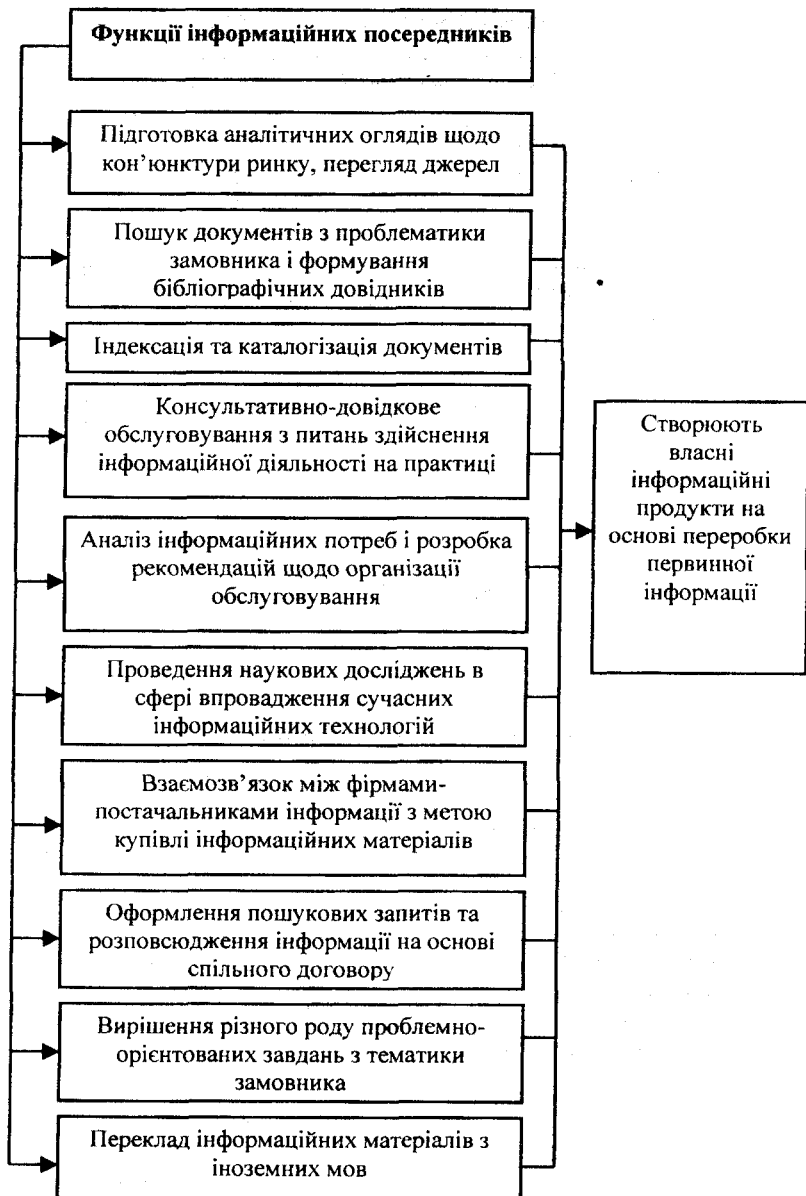 Функції інформаційних посередників
Підготовка аналітичних оглядів щодо
кон’юнктури ринку, перегляд джерел
Пошук документів з проблематики
замовника і формування
бібліографічних довідників
Індексація та каталогізація документів
Консультативно-довідкове
обслуговування з питань здійснення
інформаційної діяльності на практиці
Аналіз інформаційних потреб і розробка
рекомендацій щодо організації
обслуговування
Проведення наукових досліджень в
сфері впровадження сучасних
інформаційних технологій
Взаємозв’язок між фірмами-
постачальниками інформації з метою
купівлі інформаційних матеріалів
Оформлення пошукових запитів та
розповсюдження інформації на основі
спільного договору
Вирішення різного роду проблемно-
орієнтованих завдань з тематики
замовника
Переклад інформаційних матеріалів з
іноземних мов
Створюють
власні
інформаційні
продукти на
основі переробки
первинної
інформації